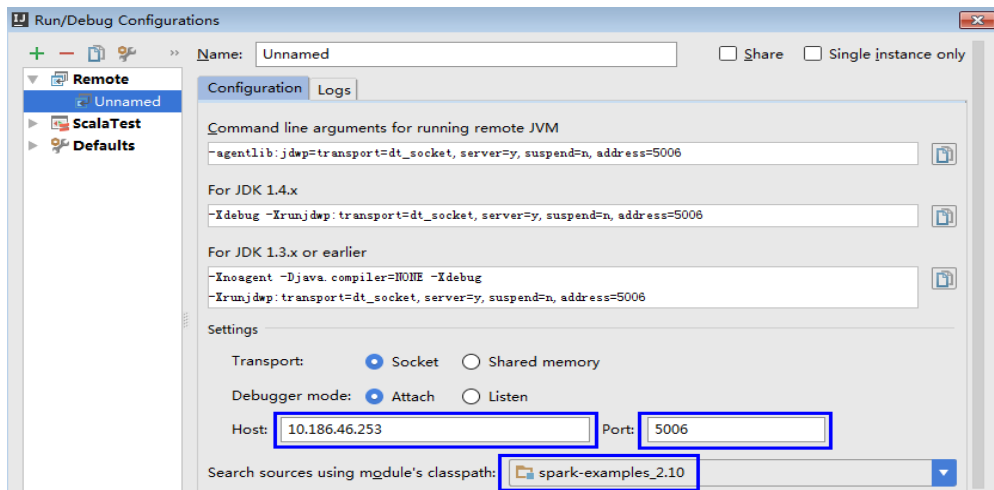 Run/Debug Configurations
Name: Unnamed Share Single instance only
Remote
Unnamed
ScalaTest
Defaults
Configuration Logs
Command line arguments for running remote JVM
-agentlib:jdwp=transport=dt_socket, server=y, suspend=n, address=5006
For JDK 1.4.x
-Xdebug -Xrunjdwp:transport=dt_socket, server=y, suspend=n, address=5006
For JDK 1.3.x or earlier
-Xnoagent -Djava.compiler=NONE -Xdebug
-Xrunjdwp:transport=dt_socket, server=y, suspend=n, address=5006
Settings
Transport: Socket Shared memory
Debugger mode: Attach Listen
Host: 10.186.46.253 Port: 5006
Search sources using module's classpath: spark-examples_2.10